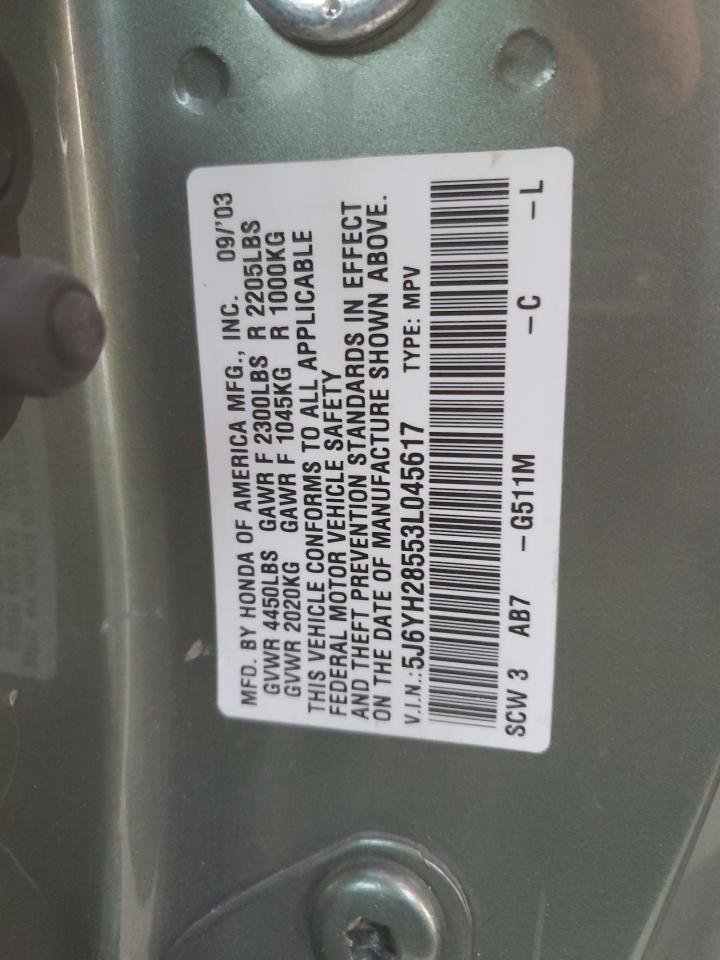 MFD. BY HONDA OF AMERICA MFG., INC. 09/'03
GVWR 4450LBS GAWR F 2300LBS R 2205LBS
GVWR 2020KG GAWR F 1045KG R 1000KG
THIS VEHICLE CONFORMS TO ALL APPLICABLE
FEDERAL MOTOR VEHICLE SAFETY
AND THEFT PREVENTION STANDARDS IN EFFECT
ON THE DATE OF MANUFACTURE SHOWN ABOVE.
V.I.N.:5J6YH28553L045617 TYPE: MPV
SCW 3 AB7 -G511M -C -L